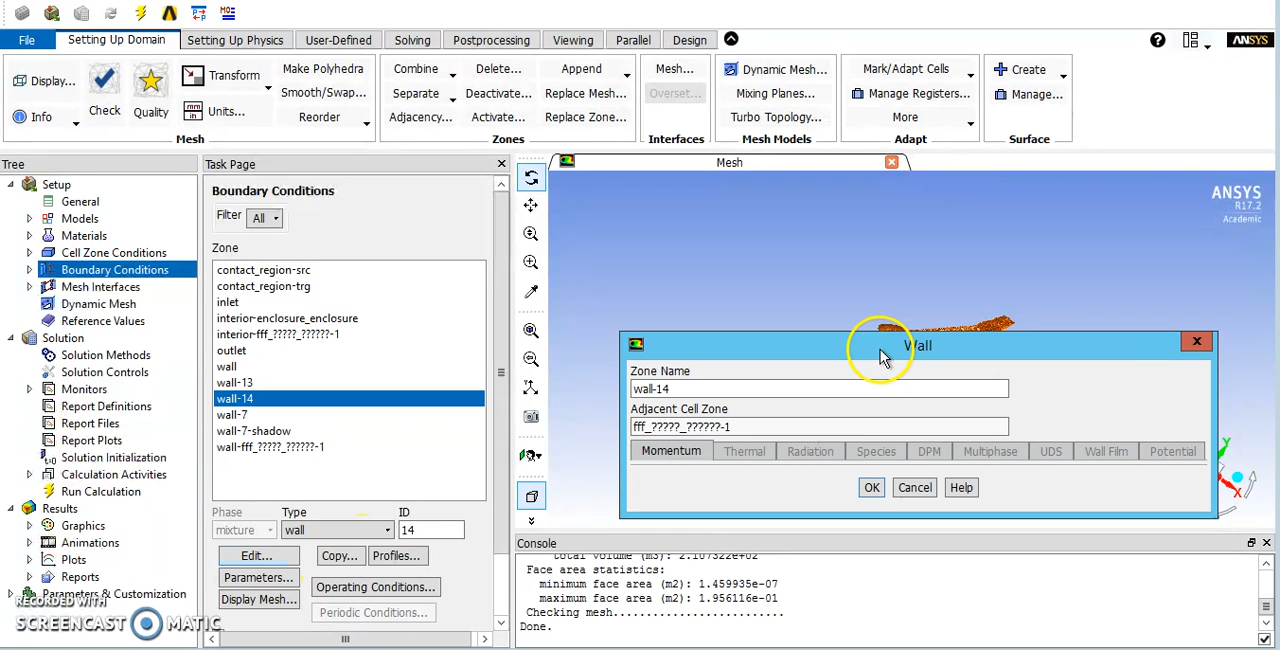 File
Setting Up Domain
Setting Up Physics
User-Defined
Solving
Postprocessing
Viewing
Parallel
Design
ANSYS
Display...
Info
Check
Quality
Transform
Units...
Make Polyhedra
Smooth/Swap...
Reorder
Mesh
Combine
Separate
Adjacency...
Delete...
Deactivate...
Activate...
Append
Replace Mesh...
Replace Zone...
Zones
Mesh...
Overset...
Interfaces
Dynamic Mesh...
Mixing Planes...
Turbo Topology...
Mesh Models
Mark/Adapt Cells
Manage Registers...
More
Adapt
Create
Manage...
Surface
Tree
Setup
General
Models
Materials
Cell Zone Conditions
Boundary Conditions
Mesh Interfaces
Dynamic Mesh
Reference Values
Solution
Solution Methods
Solution Controls
Monitors
Report Definitions
Report Files
Report Plots
Solution Initialization
Calculation Activities
Run Calculation
Results
Graphics
Animations
Plots
Reports
Parameters & Customization
RECORDED WITH
SCREENCAST MATIC
Task Page
Boundary Conditions
Filter All
Zone
contact_region-src
contact_region-trg
inlet
interior-enclosure_enclosure
interior-fff_?????_??????-1
outlet
wall
wall-13
wall-14
wall-7
wall-7-shadow
wall-fff_?????_??????-1
Phase
Type
ID
mixture
wall
14
Edit...
Copy...
Profiles...
Parameters...
Operating Conditions...
Display Mesh...
Periodic Conditions...
Mesh
ANSYS
R17.2
Academic
Wall
Zone Name
wall-14
Adjacent Cell Zone
fff_?????_??????-1
Momentum
Thermal
Radiation
Species
DPM
Multiphase
UDS
Wall Film
Potential
OK
Cancel
Help
Y
X
Console
total volume (m3): 2.107322e+02
Face area statistics:
minimum face area (m2): 1.459935e-07
maximum face area (m2): 1.956116e-01
Checking mesh.........................
Done.